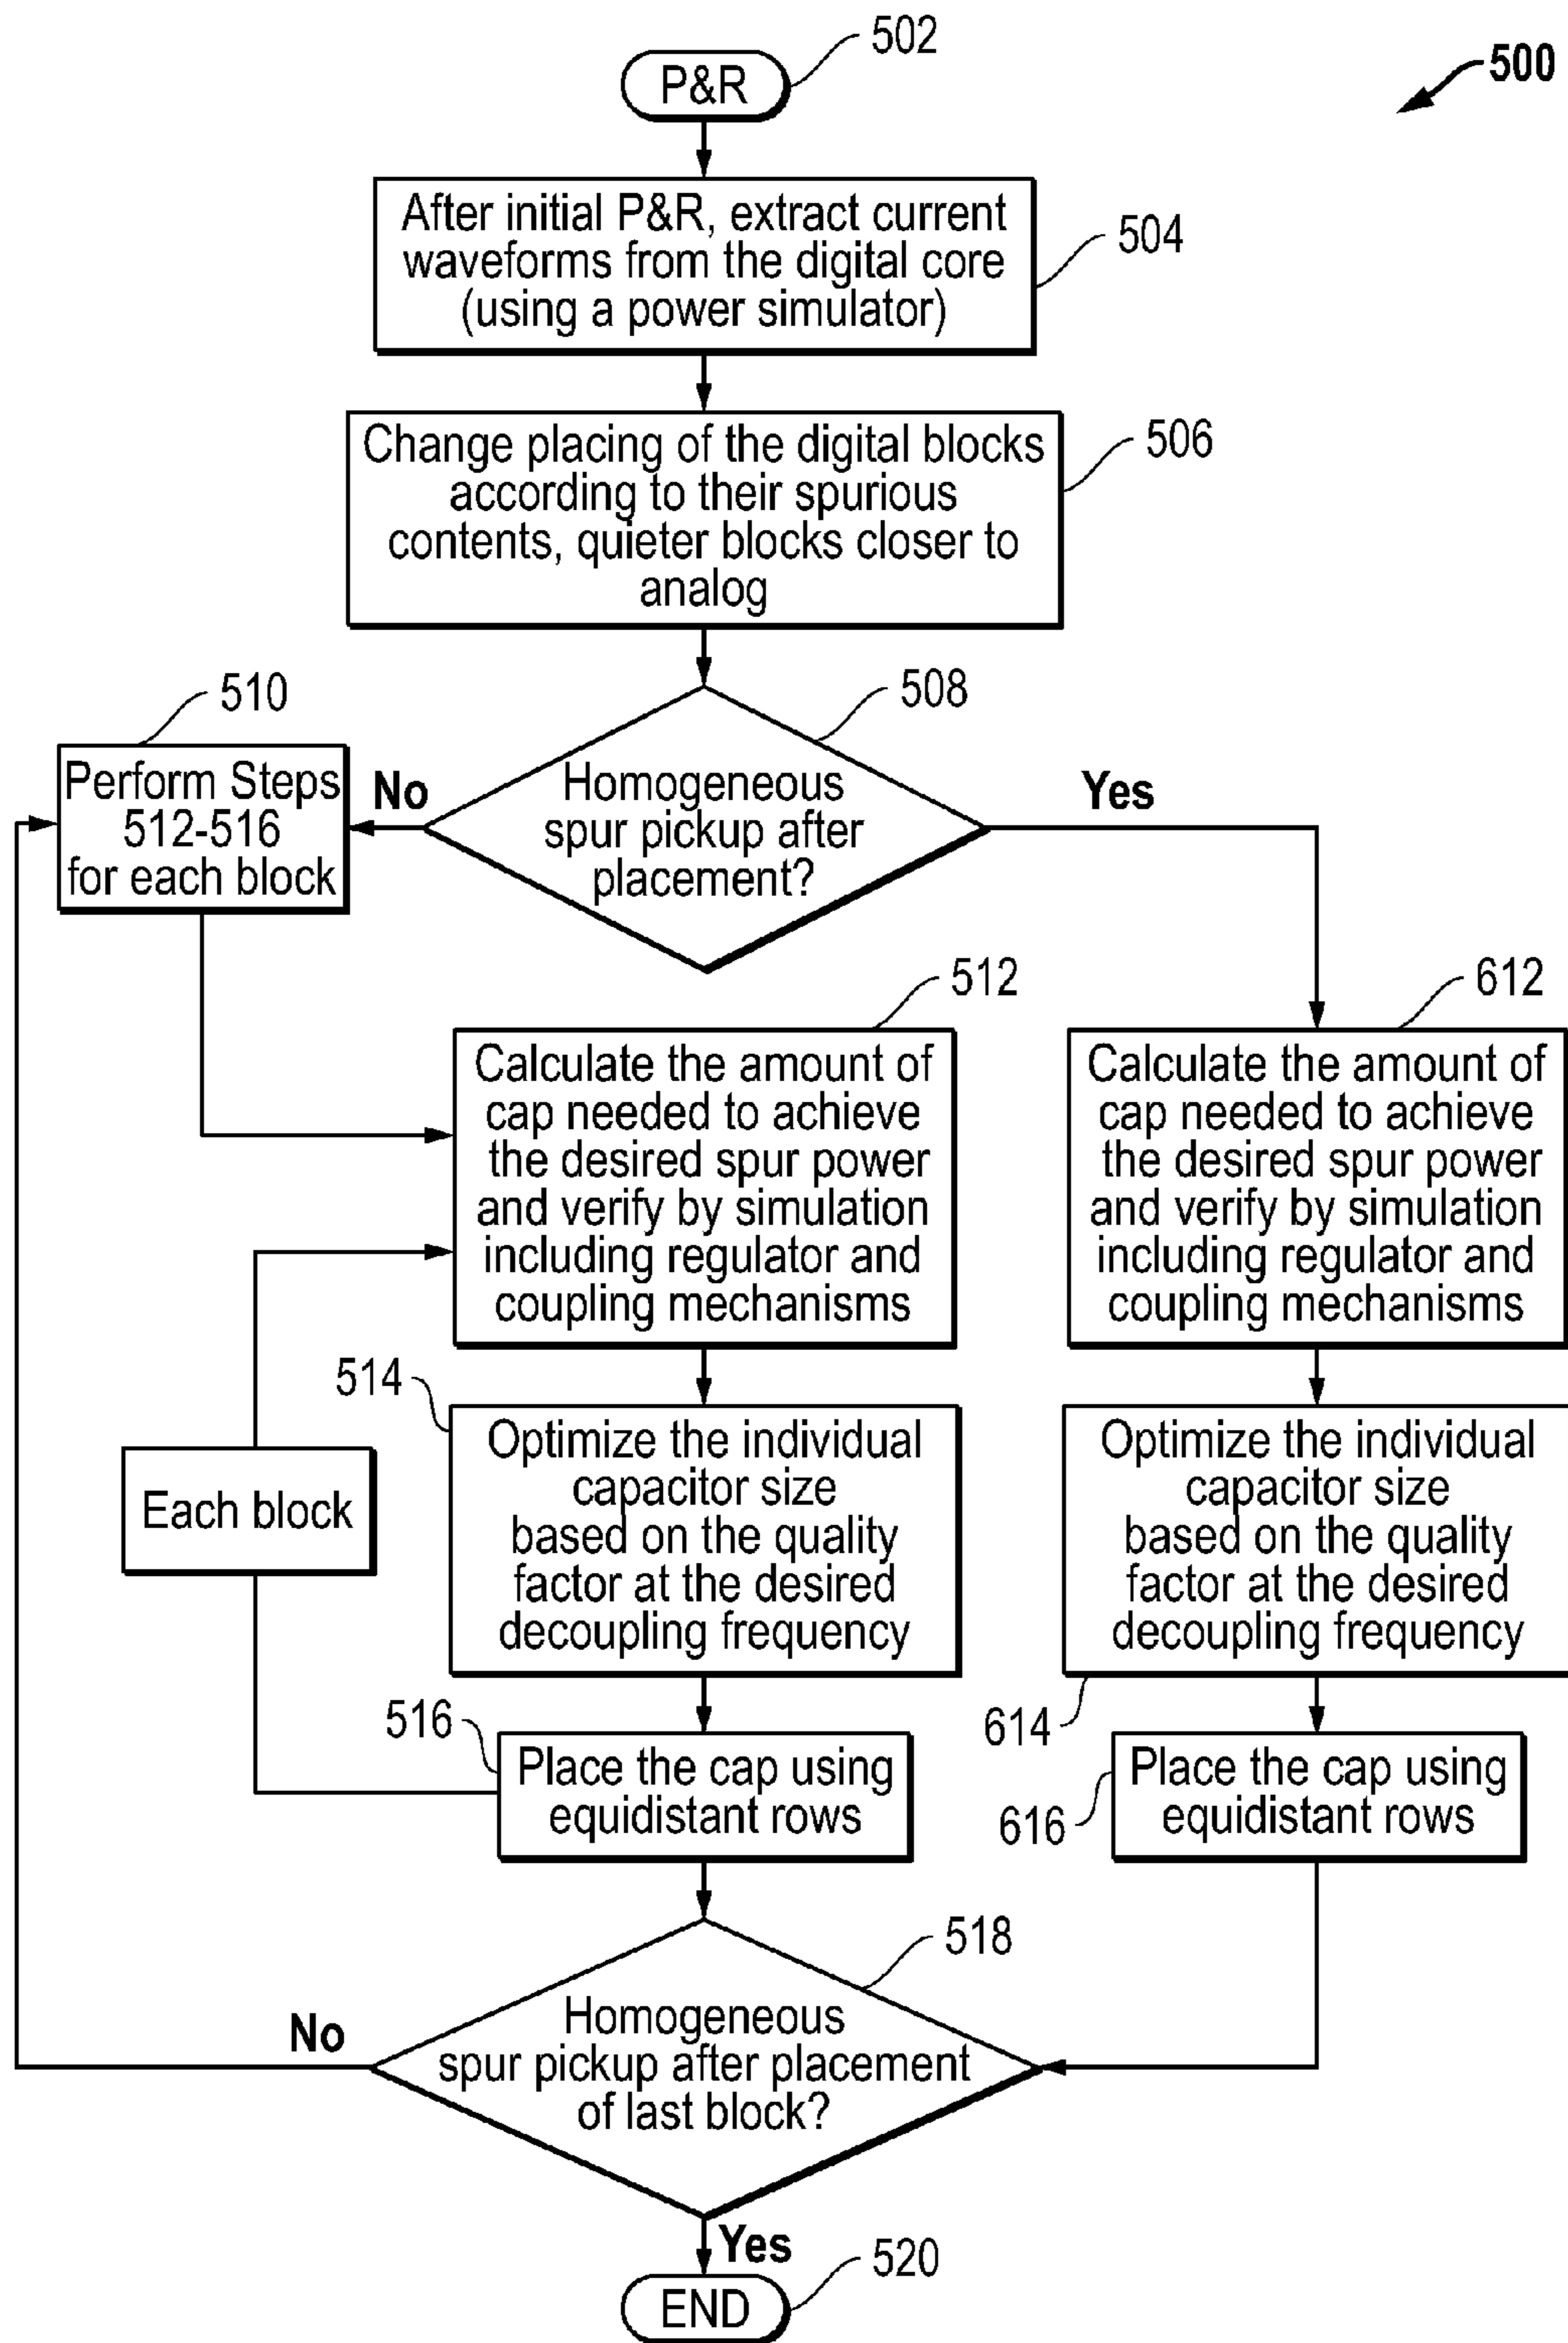 502
500
P&R
After initial P&R, extract current
waveforms from the digital core
(using a power simulator)
504
Change placing of the digital blocks
according to their spurious
contents, quieter blocks closer to
analog
506
508
Homogeneous
spur pickup after
placement?
No
Yes
510
Perform Steps
512-516
for each block
512
Calculate the amount of
cap needed to achieve
the desired spur power
and verify by simulation
including regulator and
coupling mechanisms
612
Calculate the amount of
cap needed to achieve
the desired spur power
and verify by simulation
including regulator and
coupling mechanisms
514
Optimize the individual
capacitor size
based on the quality
factor at the desired
decoupling frequency
Optimize the individual
capacitor size
based on the quality
factor at the desired
decoupling frequency
614
Each block
516
Place the cap using
equidistant rows
Place the cap using
equidistant rows
616
518
Homogeneous
spur pickup after placement
of last block?
No
Yes
520
END